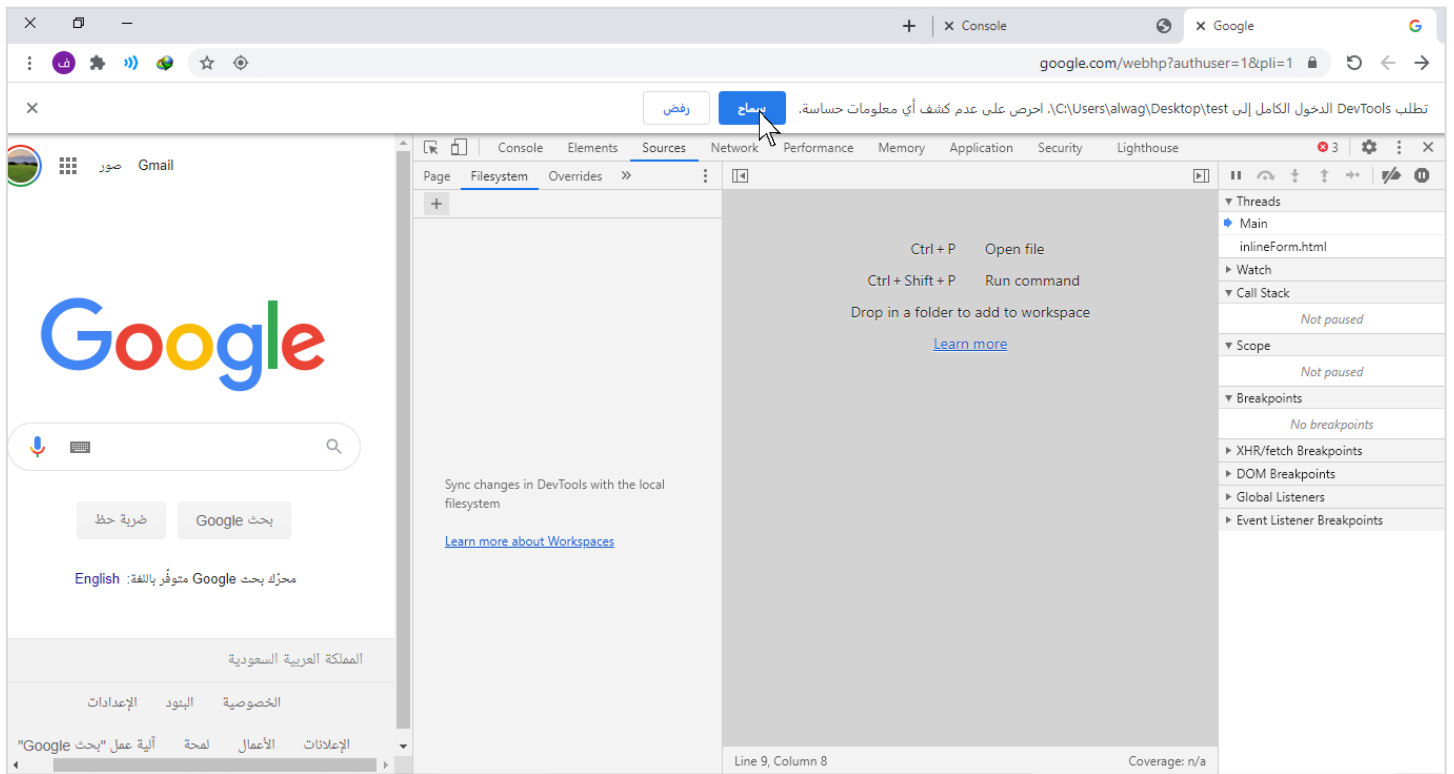 Google
Console
google.com/webhp?authuser=1&pli=1
ف
تطلب DevTools الدخول الكامل إلى C:\Users\alwag\Desktop\test\. احرص على عدم كشف أي معلومات حساسة.
سماح
رفض
Gmail صور
Google
بحث Google
ضربة حظ
محرّك بحث Google متوفّر باللغة: English
المملكة العربية السعودية
الخصوصية البنود الإعدادات
الإعلانات الأعمال لمحة آلية عمل "بحث Google"
Console Elements Sources Network Performance Memory Application Security Lighthouse 3
Page Filesystem Overrides
Sync changes in DevTools with the local
filesystem
Learn more about Workspaces
Ctrl + P Open file
Ctrl + Shift + P Run command
Drop in a folder to add to workspace
Learn more
Line 9, Column 8
Coverage: n/a
Threads
Main
inlineForm.html
Watch
Call Stack
Not paused
Scope
Not paused
Breakpoints
No breakpoints
XHR/fetch Breakpoints
DOM Breakpoints
Global Listeners
Event Listener Breakpoints